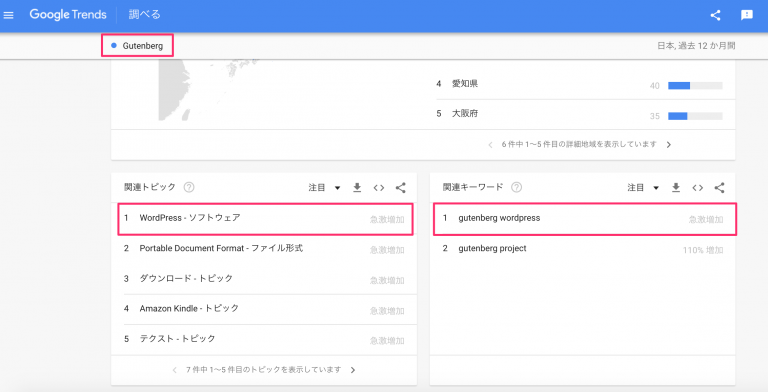 Google Trends 調べる
Gutenberg
日本, 過去 12 か月間
4 愛知県 40
5 大阪府 35
6 件中 1～5 件目の詳細地域を表示しています
関連トピック 注目
1 WordPress - ソフトウェア 急激増加
2 Portable Document Format - ファイル形式 急激増加
3 ダウンロード - トピック 急激増加
4 Amazon Kindle - トピック 急激増加
5 テクスト - トピック 急激増加
7 件中 1～5 件目のトピックを表示しています
関連キーワード 注目
1 gutenberg wordpress 急激増加
2 gutenberg project 110% 増加